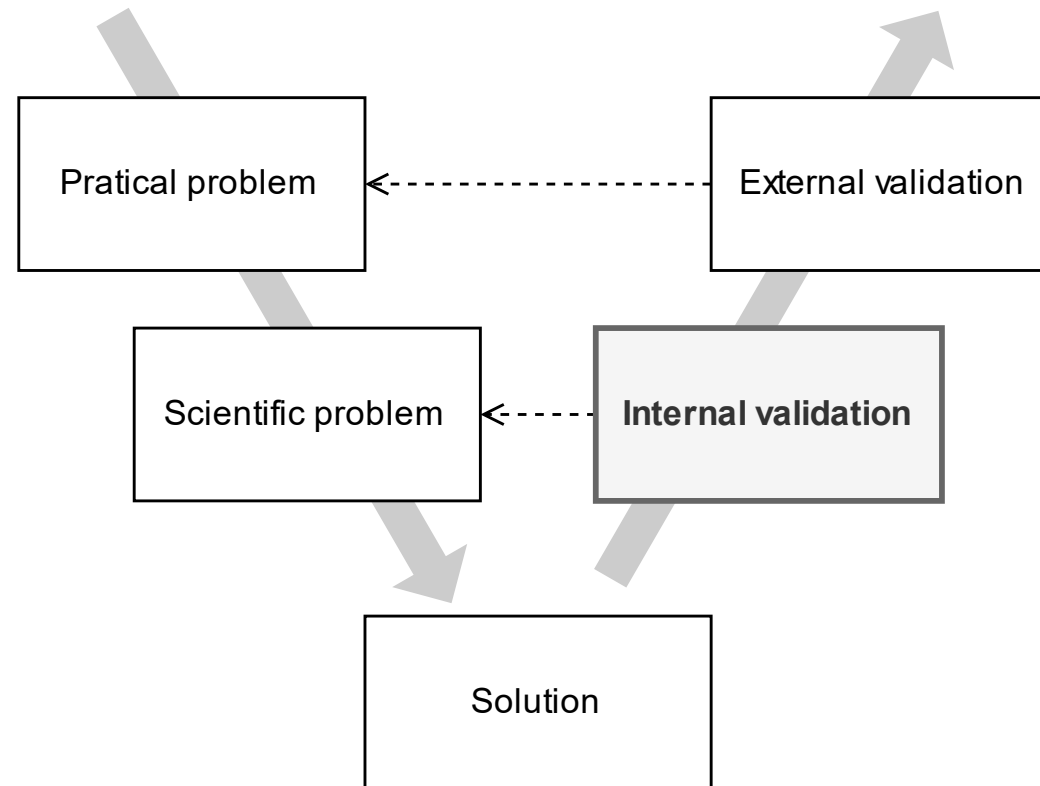 Pratical problem
External validation
Scientific problem
Internal validation
Solution